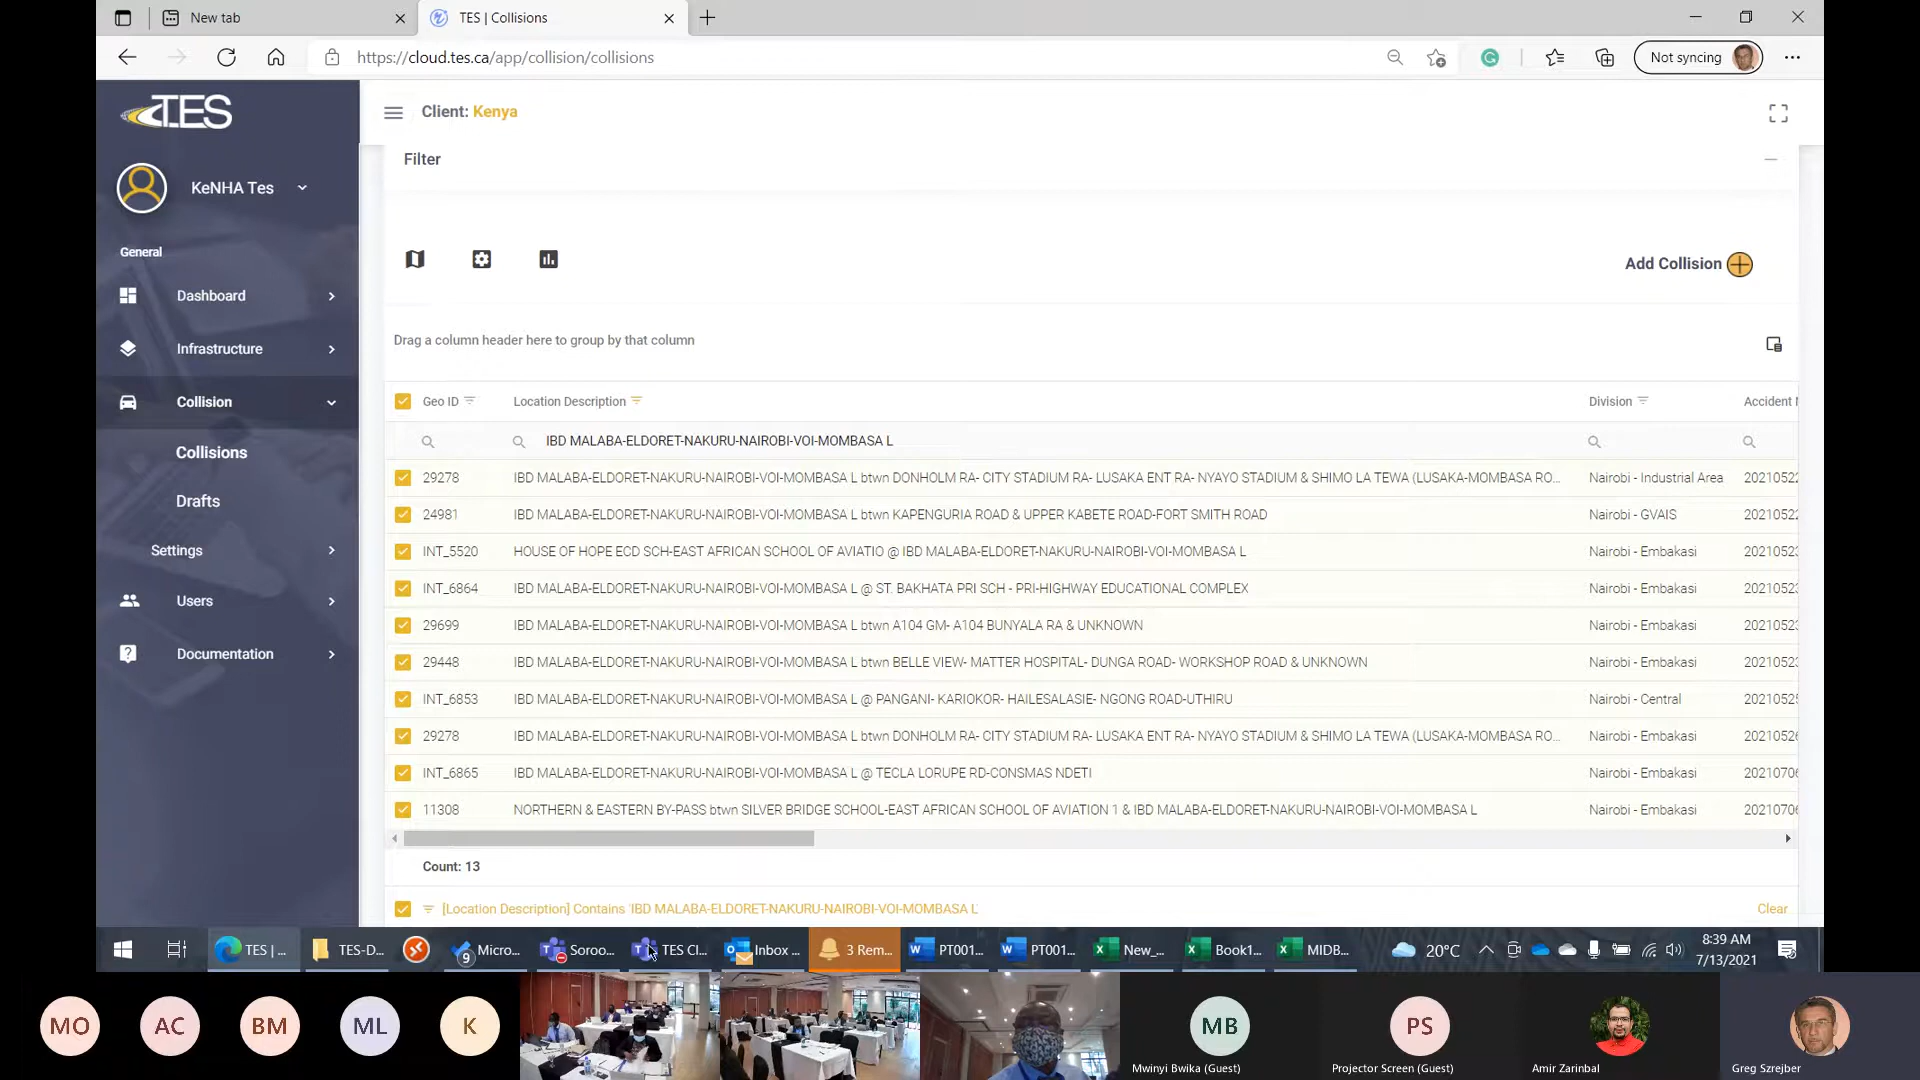 New tab
TES | Collisions
https://cloud.tes.ca/app/collision/collisions
Not syncing
TES
Client: Kenya
KeNHA Tes
General
Dashboard
Infrastructure
Collision
Collisions
Drafts
Settings
Users
Documentation
Filter
Add Collision
Drag a column header here to group by that column
Geo ID Location Description Division Accident
IBD MALABA-ELDORET-NAKURU-NAIROBI-VOI-MOMBASA L
29278 IBD MALABA-ELDORET-NAKURU-NAIROBI-VOI-MOMBASA L btwn DONHOLM RA- CITY STADIUM RA- LUSAKA ENT RA- NYAYO STADIUM & SHIMO LA TEWA (LUSAKA-MOMBASA RO... Nairobi - Industrial Area 2021052
24981 IBD MALABA-ELDORET-NAKURU-NAIROBI-VOI-MOMBASA L btwn KAPENGURIA ROAD & UPPER KABETE ROAD-FORT SMITH ROAD Nairobi - GVAIS 2021052
INT_5520 HOUSE OF HOPE ECD SCH-EAST AFRICAN SCHOOL OF AVIATIO @ IBD MALABA-ELDORET-NAKURU-NAIROBI-VOI-MOMBASA L Nairobi - Embakasi 2021052
INT_6864 IBD MALABA-ELDORET-NAKURU-NAIROBI-VOI-MOMBASA L @ ST. BAKHATA PRI SCH - PRI-HIGHWAY EDUCATIONAL COMPLEX Nairobi - Embakasi 2021052
29699 IBD MALABA-ELDORET-NAKURU-NAIROBI-VOI-MOMBASA L btwn A104 GM- A104 BUNYALA RA & UNKNOWN Nairobi - Embakasi 2021052
29448 IBD MALABA-ELDORET-NAKURU-NAIROBI-VOI-MOMBASA L btwn BELLE VIEW- MATTER HOSPITAL- DUNGA ROAD- WORKSHOP ROAD & UNKNOWN Nairobi - Embakasi 2021052
INT_6853 IBD MALABA-ELDORET-NAKURU-NAIROBI-VOI-MOMBASA L @ PANGANI- KARIOKOR- HAILESALASIE- NGONG ROAD-UTHIRU Nairobi - Central 2021052
29278 IBD MALABA-ELDORET-NAKURU-NAIROBI-VOI-MOMBASA L btwn DONHOLM RA- CITY STADIUM RA- LUSAKA ENT RA- NYAYO STADIUM & SHIMO LA TEWA (LUSAKA-MOMBASA RO... Nairobi - Embakasi 2021052
INT_6865 IBD MALABA-ELDORET-NAKURU-NAIROBI-VOI-MOMBASA L @ TECLA LORUPE RD-CONSMAS NDETI Nairobi - Embakasi 2021070
11308 NORTHERN & EASTERN BY-PASS btwn SILVER BRIDGE SCHOOL-EAST AFRICAN SCHOOL OF AVIATION 1 & IBD MALABA-ELDORET-NAKURU-NAIROBI-VOI-MOMBASA L Nairobi - Embakasi 2021070
Count: 13
[Location Description] Contains 'IBD MALABA-ELDORET-NAKURU-NAIROBI-VOI-MOMBASA L' Clear
TES | ... TES-D... 9 Micro... Soroo... TES Cl... Inbox ... 3 Rem... PT001... PT001... New_... Book1... MIDB... 20°C 8:39 AM
7/13/2021
MO AC BM ML K MB PS
Mwinyi Bwika (Guest) Projector Screen (Guest) Amir Zarinbal Greg Szrejber